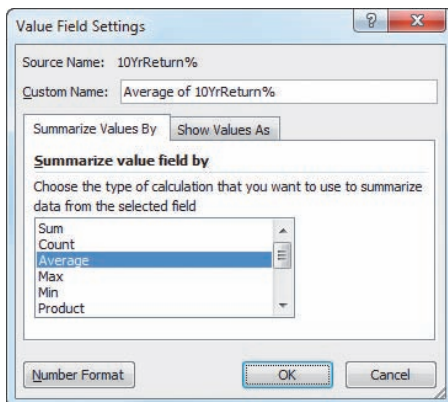 Value Field Settings
Source Name: 10YrReturn%
Custom Name: Average of 10YrReturn%
Summarize Values By Show Values As
Summarize value field by
Choose the type of calculation that you want to use to summarize
data from the selected field
Sum
Count
Average
Max
Min
Product
Number Format OK Cancel